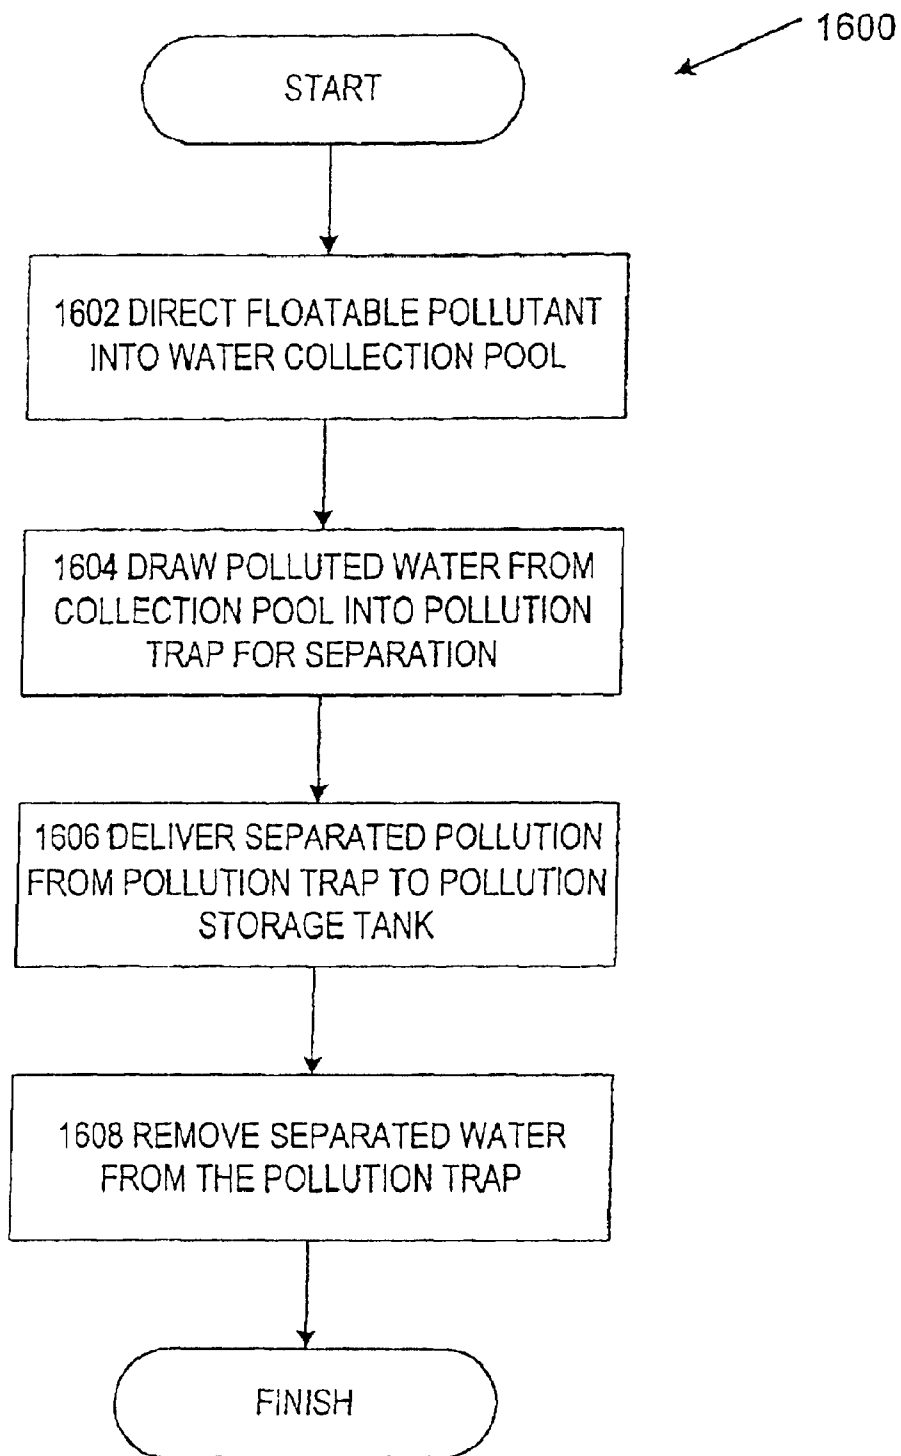 1600
START
1602 DIRECT FLOATABLE POLLUTANT
INTO WATER COLLECTION POOL
1604 DRAW POLLUTED WATER FROM
COLLECTION POOL INTO POLLUTION
TRAP FOR SEPARATION
1606 DELIVER SEPARATED POLLUTION
FROM POLLUTION TRAP TO POLLUTION
STORAGE TANK
1608 REMOVE SEPARATED WATER
FROM THE POLLUTION TRAP
FINISH